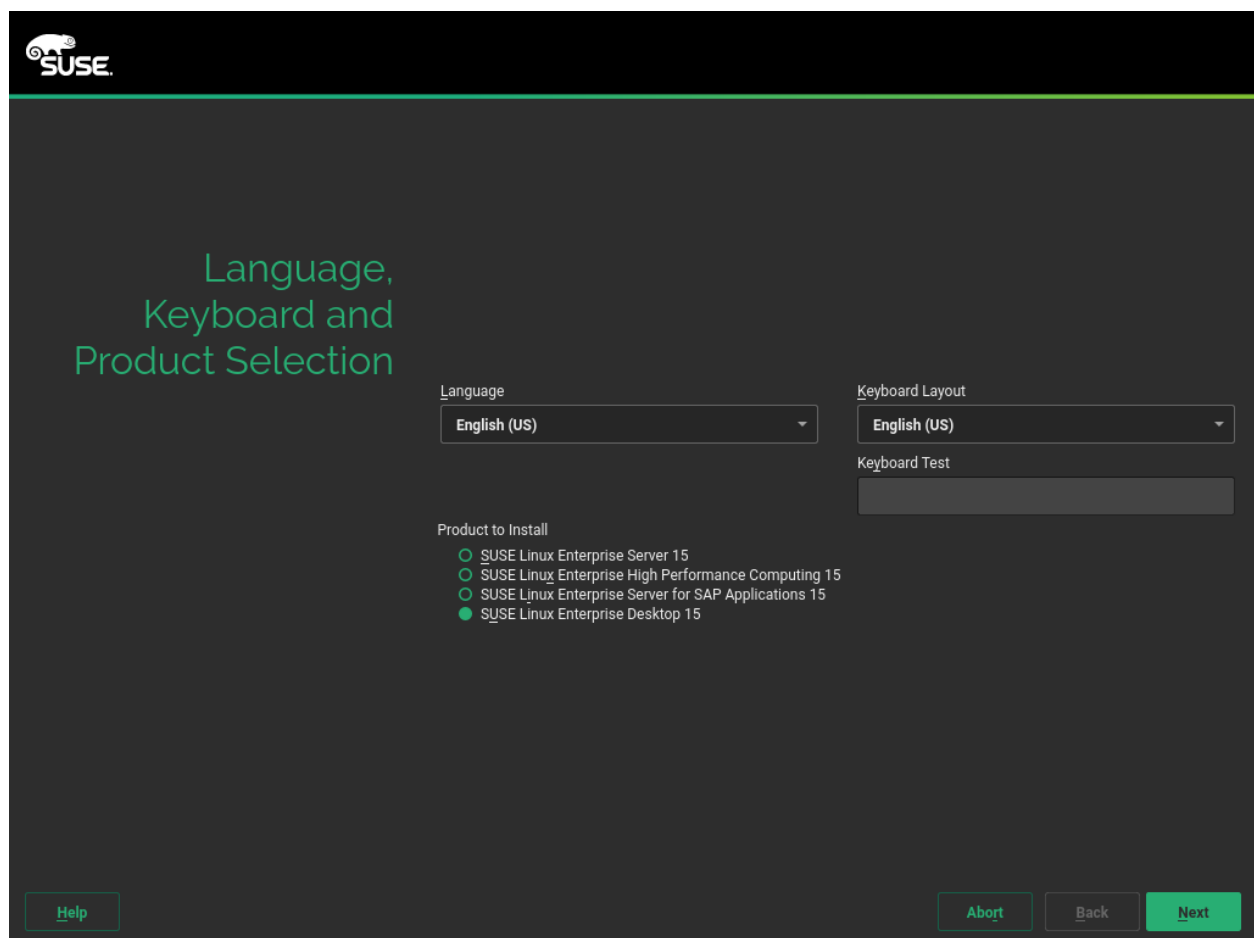 SUSE.
Language,
Keyboard and
Product Selection
Language
Keyboard Layout
English (US)
English (US)
Keyboard Test
Product to Install
SUSE Linux Enterprise Server 15
SUSE Linux Enterprise High Performance Computing 15
SUSE Linux Enterprise Server for SAP Applications 15
SUSE Linux Enterprise Desktop 15
Help
Abort
Back
Next